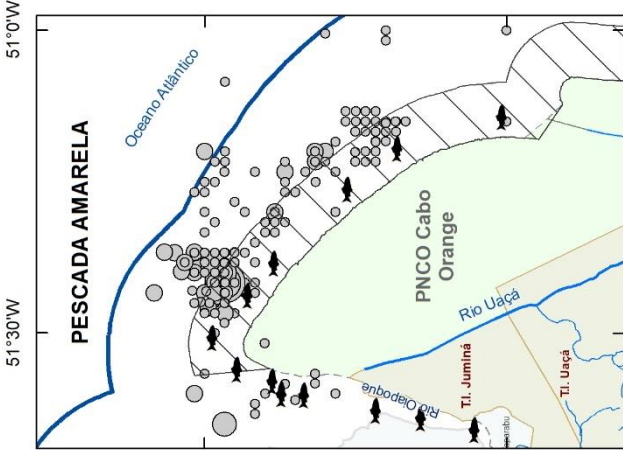 51°0'W
51°30'W
PESCADA AMARELA
Oceano Atlântico
PNCO Cabo
Orange
Rio Uaçá
Rio Oiapoque
T.I. Juminá
T.I. Uaçá